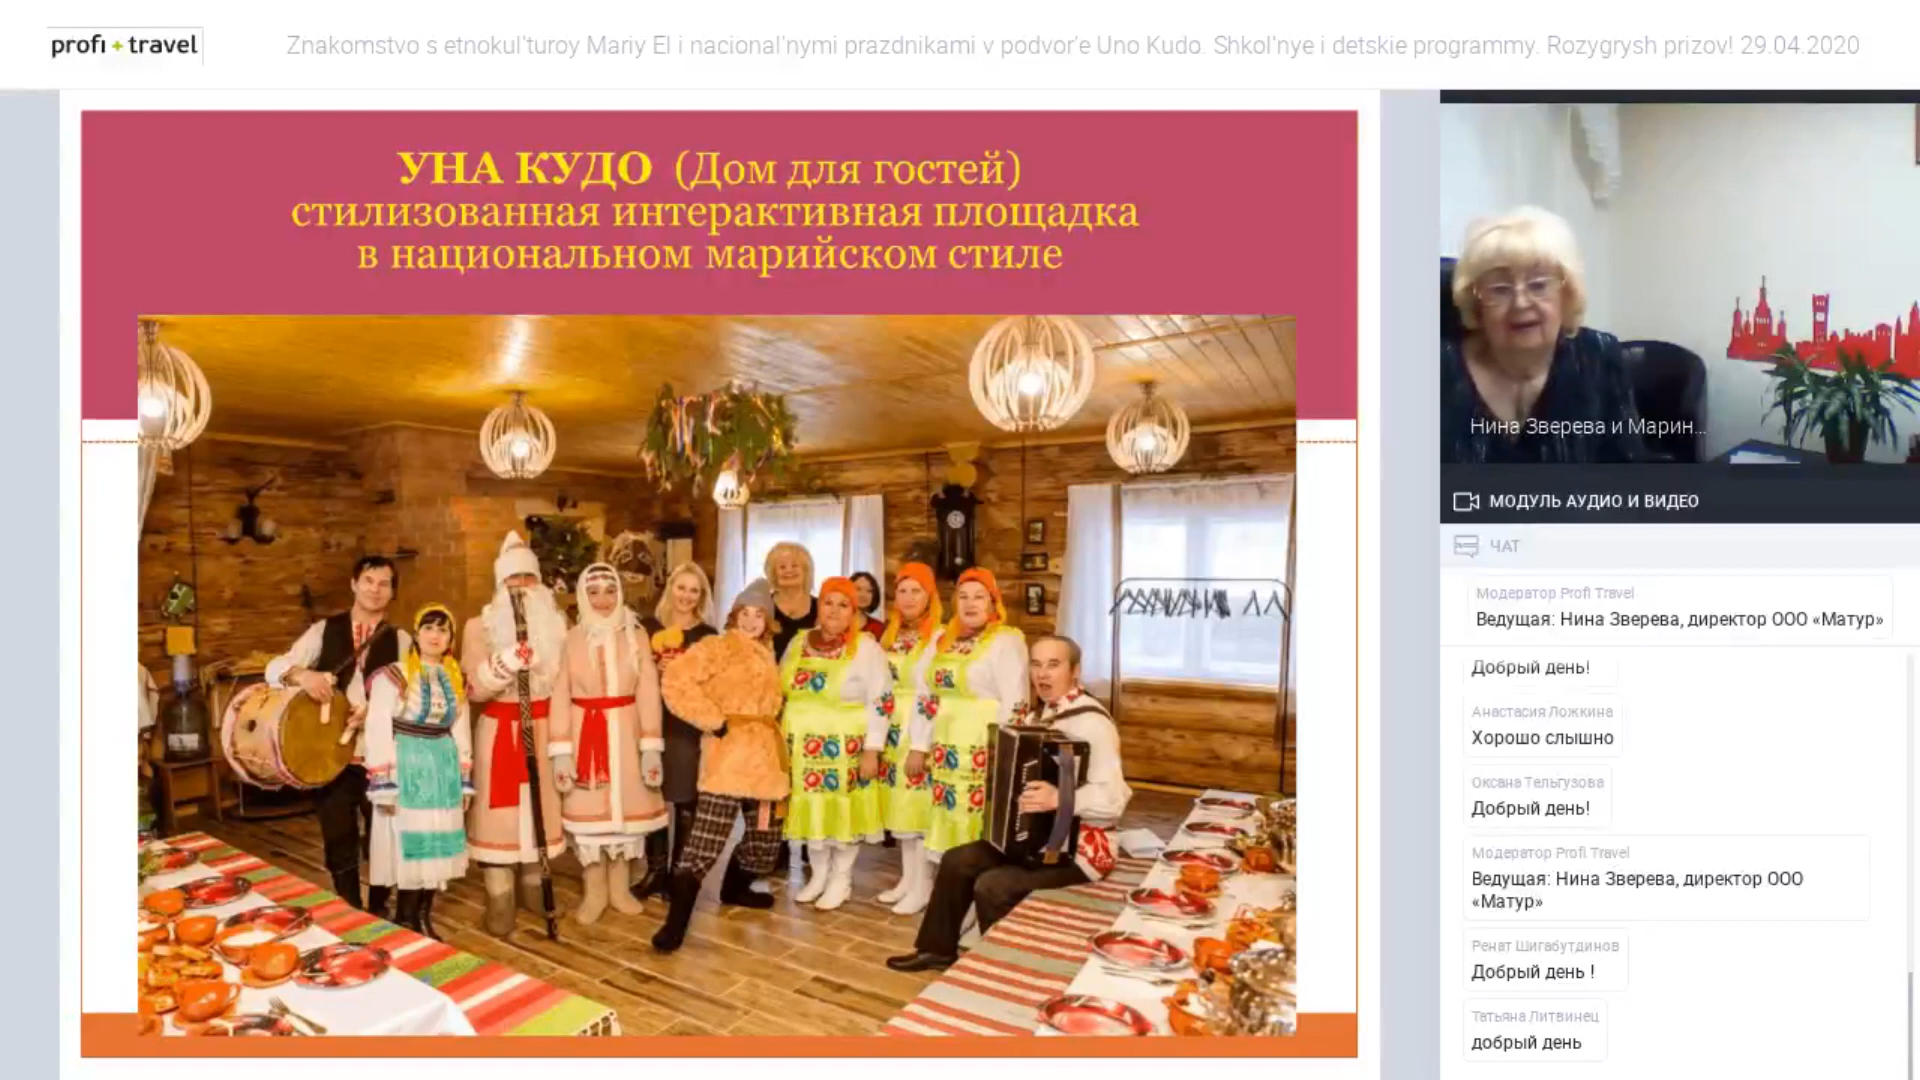 profi + travel
Znakomstvo s etnokul'turoy Mariy El i nacional'nymi prazdnikami v podvor'e Uno Kudo. Shkol'nye i detskie programmy. Rozygrysh prizov! 29.04.2020
УНА КУДО (Дом для гостей)
стилизованная интерактивная площадка
в национальном марийском стиле
Нина Зверева и Марин...
МОДУЛЬ АУДИО И ВИДЕО
ЧАТ
Модератор Profi Travel
Ведущая: Нина Зверева, директор ООО «Матур»
Добрый день!
Анастасия Ложкина
Хорошо слышно
Оксана Тельгузова
Добрый день!
Модератор Profi Travel
Ведущая: Нина Зверева, директор ООО
«Матур»
Ренат Шигабутдинов
Добрый день !
Татьяна Литвинец
добрый день